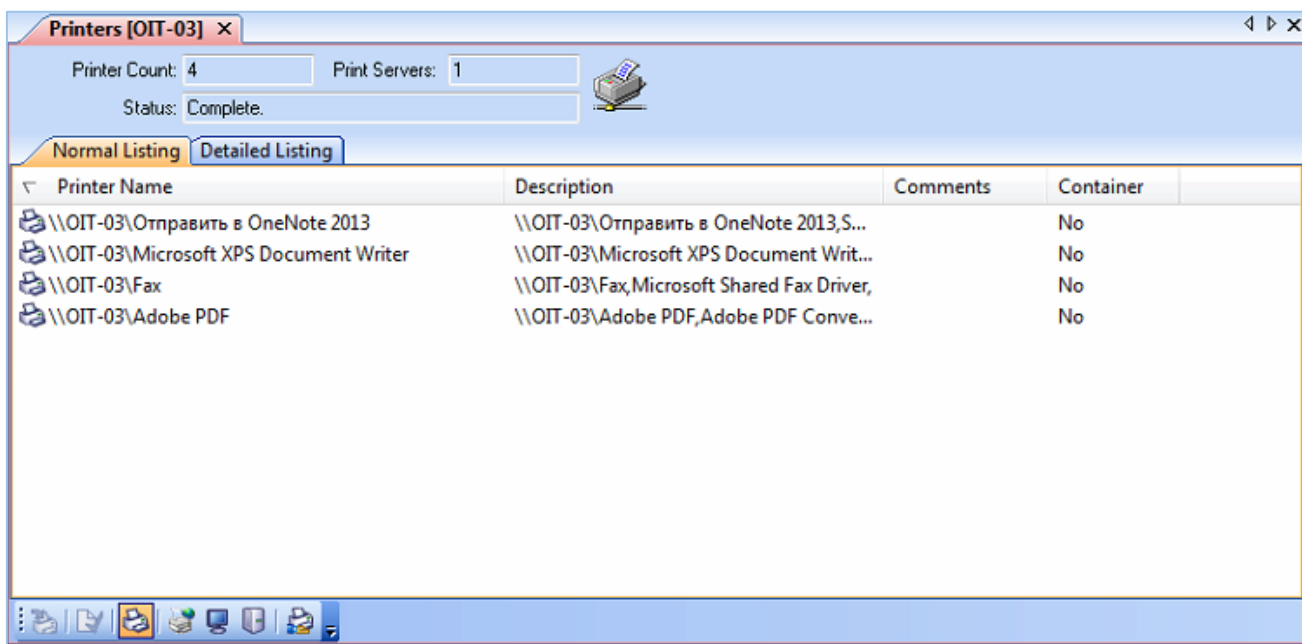 Printers [OIT-03]
Printer Count: 4 Print Servers: 1
Status: Complete.
Normal Listing Detailed Listing
Printer Name Description Comments Container
\\OIT-03\Отправить в OneNote 2013 \\OIT-03\Отправить в OneNote 2013,S... No
\\OIT-03\Microsoft XPS Document Writer \\OIT-03\Microsoft XPS Document Writ... No
\\OIT-03\Fax \\OIT-03\Fax,Microsoft Shared Fax Driver, No
\\OIT-03\Adobe PDF \\OIT-03\Adobe PDF,Adobe PDF Conve... No